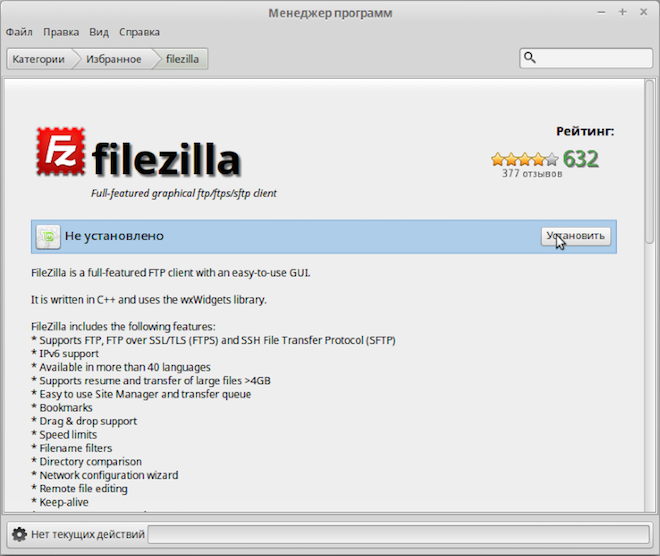 Менеджер программ
Файл Правка Вид Справка
Категории Избранное filezilla
Fz filezilla
Рейтинг:
632
377 отзывов
Full-featured graphical ftp/ftps/sftp client
Не установлено Установить
FileZilla is a full-featured FTP client with an easy-to-use GUI.
It is written in C++ and uses the wxWidgets library.
FileZilla includes the following features:
* Supports FTP, FTP over SSL/TLS (FTPS) and SSH File Transfer Protocol (SFTP)
* IPv6 support
* Available in more than 40 languages
* Supports resume and transfer of large files >4GB
* Easy to use Site Manager and transfer queue
* Bookmarks
* Drag & drop support
* Speed limits
* Filename filters
* Directory comparison
* Network configuration wizard
* Remote file editing
* Keep-alive
Нет текущих действий